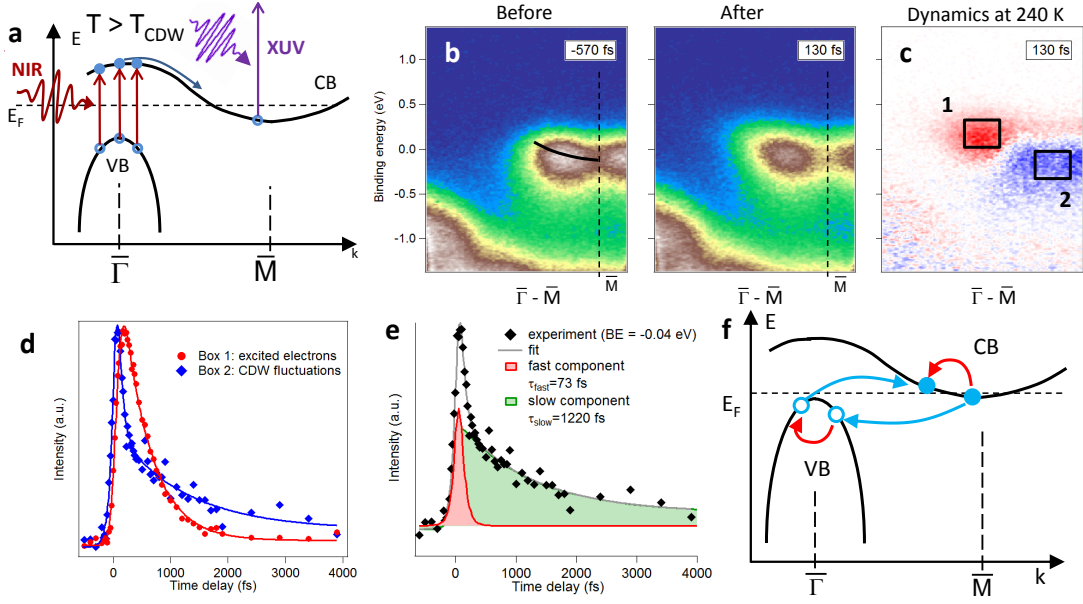 a
E
T > TCDW
XUV
NIR
CB
EF
VB
Γ̅
M̅
k
Before
After
Dynamics at 240 K
b
-570 fs
130 fs
c
130 fs
Binding energy (eV)
1.0
0.5
0.0
-0.5
-1.0
1
2
M̅
M̅
Γ̅ - M̅
Γ̅ - M̅
Γ̅ - M̅
d
Box 1: excited electrons
Box 2: CDW fluctuations
Intensity (a.u.)
0 1000 2000 3000 4000
Time delay (fs)
e
experiment (BE = -0.04 eV)
fit
fast component
τfast=73 fs
slow component
τslow=1220 fs
Intensity (a.u.)
0 1000 2000 3000 4000
Time delay (fs)
f
E
CB
EF
VB
Γ̅
M̅
k